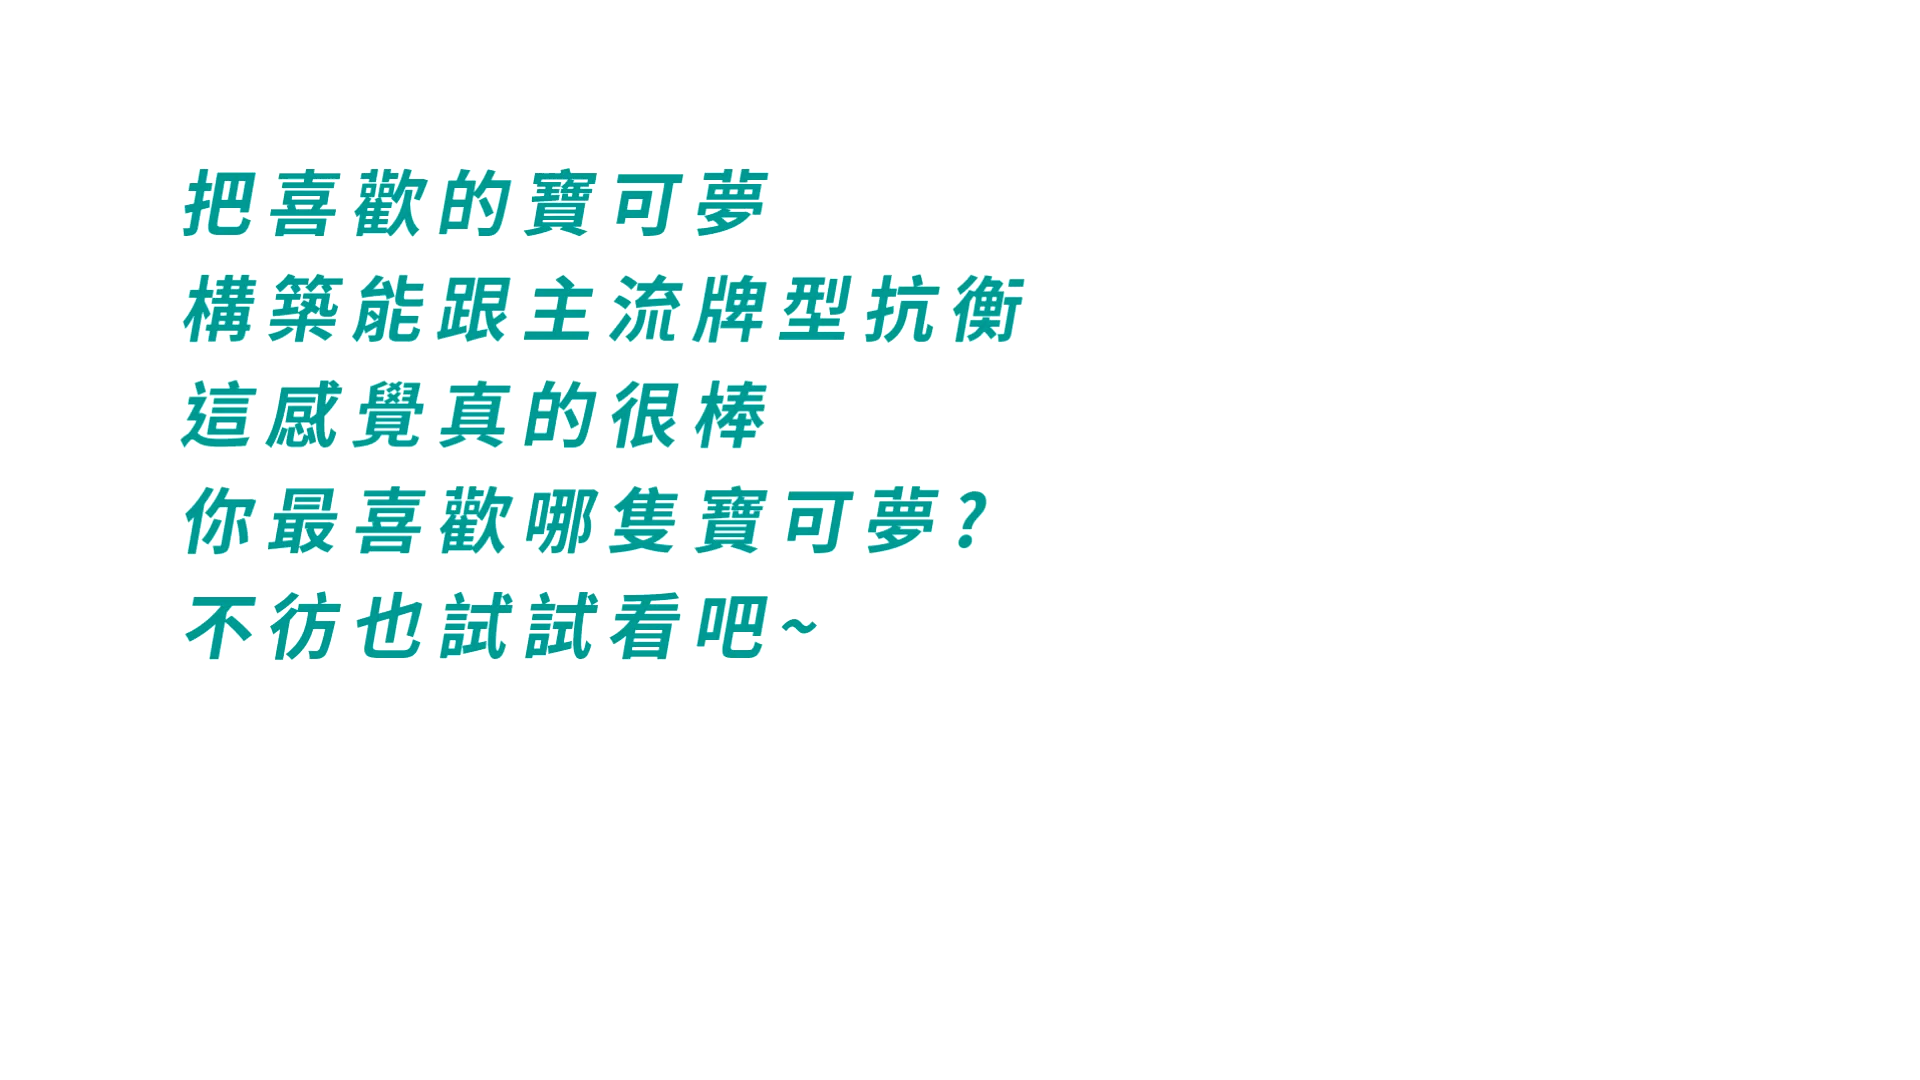 把喜歡的寶可夢
構築能跟主流牌型抗衡
這感覺真的很棒
你最喜歡哪隻寶可夢?
不彷也試試看吧~